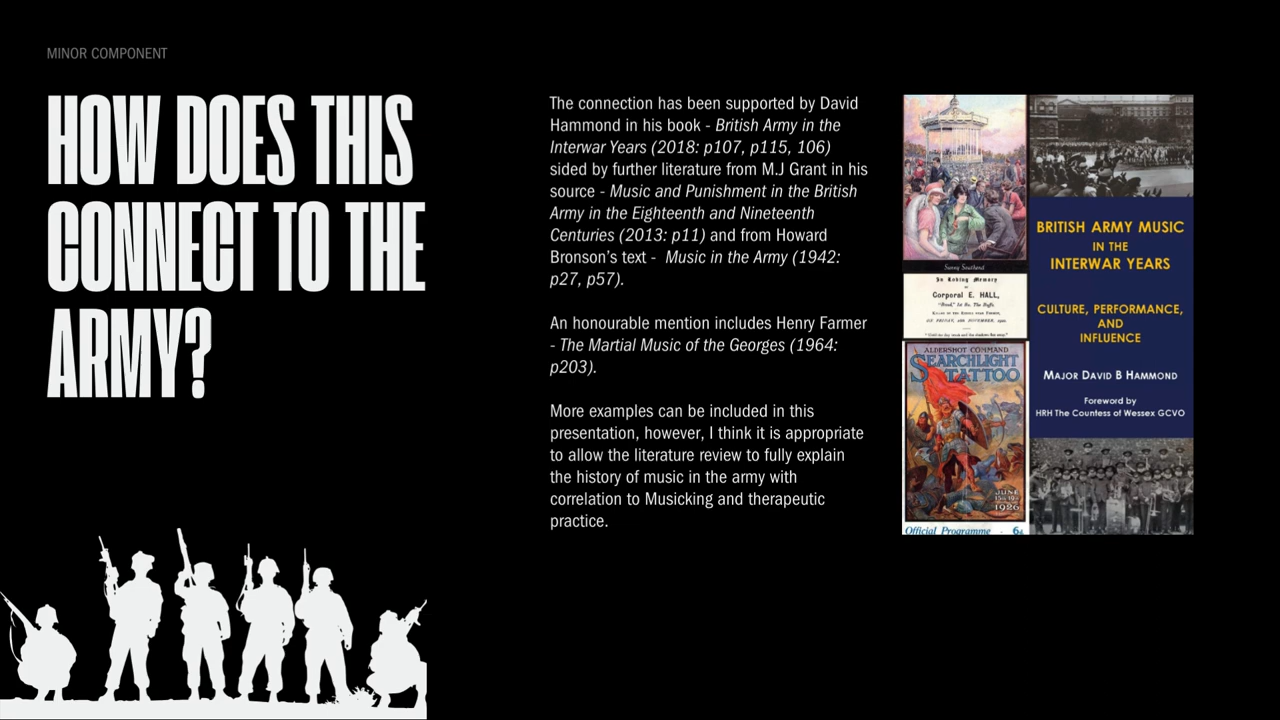 MINOR COMPONENT
HOW DOES THIS
CONNECT TO THE
ARMY?
The connection has been supported by David
Hammond in his book - British Army in the
Interwar Years (2018: p107, p115, 106)
sided by further literature from M.J Grant in his
source - Music and Punishment in the British
Army in the Eighteenth and Nineteenth
Centuries (2013: p11) and from Howard
Bronson's text -  Music in the Army (1942:
p27, p57).
An honourable mention includes Henry Farmer
- The Martial Music of the Georges (1964:
p203).
More examples can be included in this
presentation, however, I think it is appropriate
to allow the literature review to fully explain
the history of music in the army with
correlation to Musicking and therapeutic
practice.
Sunny Southend
In Loving Memory
OF
Corporal E. HALL,
ALDERSHOT COMMAND
SEARCHLIGHT
TATTOO
JUNE
1926
Official Programme 6d
BRITISH ARMY MUSIC
IN THE
INTERWAR YEARS
CULTURE, PERFORMANCE,
AND
INFLUENCE
MAJOR DAVID B HAMMOND
Foreword by
HRH The Countess of Wessex GCVO